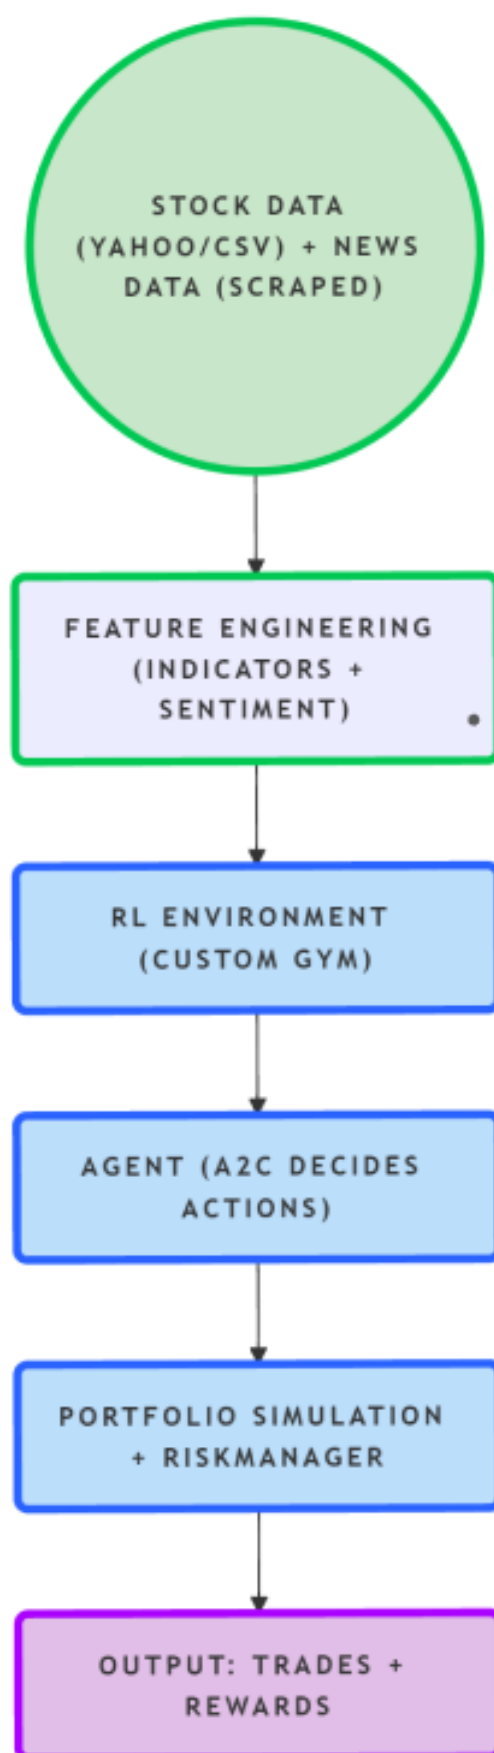 STOCK DATA
(YAHOO/CSV) + NEWS
DATA (SCRAPED)
FEATURE ENGINEERING
(INDICATORS +
SENTIMENT)
RL ENVIRONMENT
(CUSTOM GYM)
AGENT (A2C DECIDES
ACTIONS)
PORTFOLIO SIMULATION
+ RISKMANAGER
OUTPUT: TRADES +
REWARDS